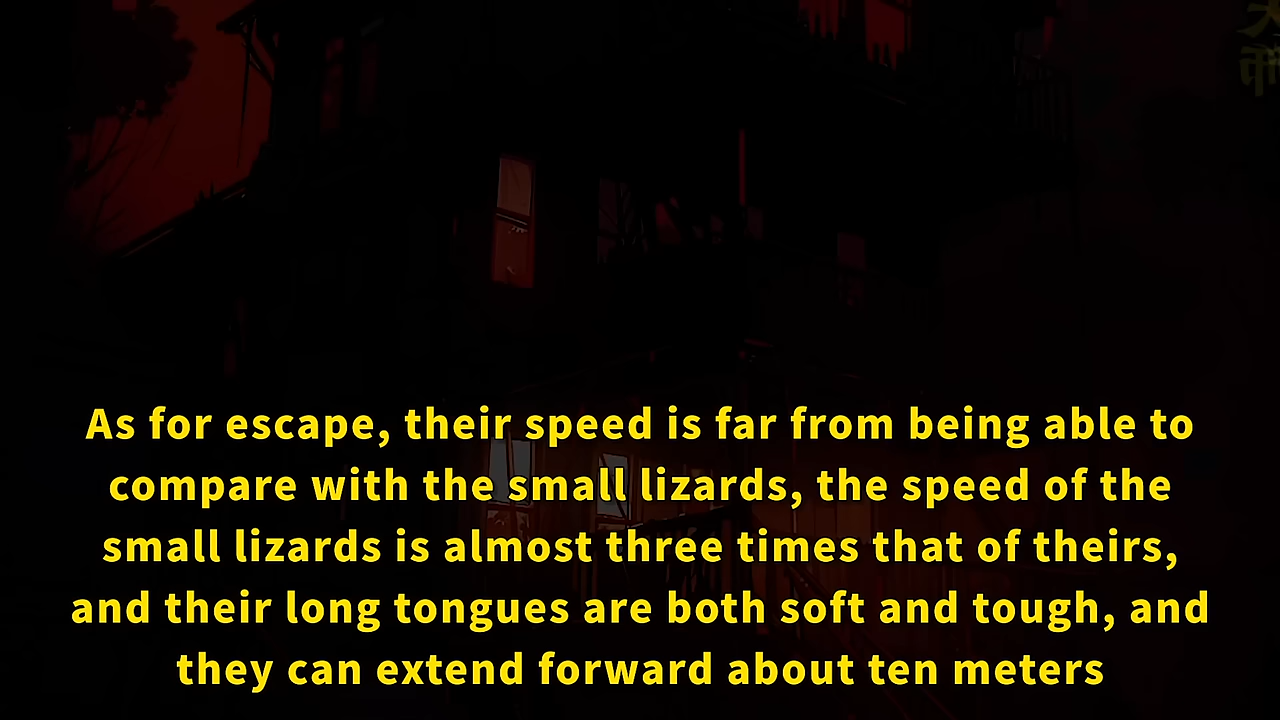 As for escape, their speed is far from being able to
compare with the small lizards, the speed of the
small lizards is almost three times that of theirs,
and their long tongues are both soft and tough, and
they can extend forward about ten meters